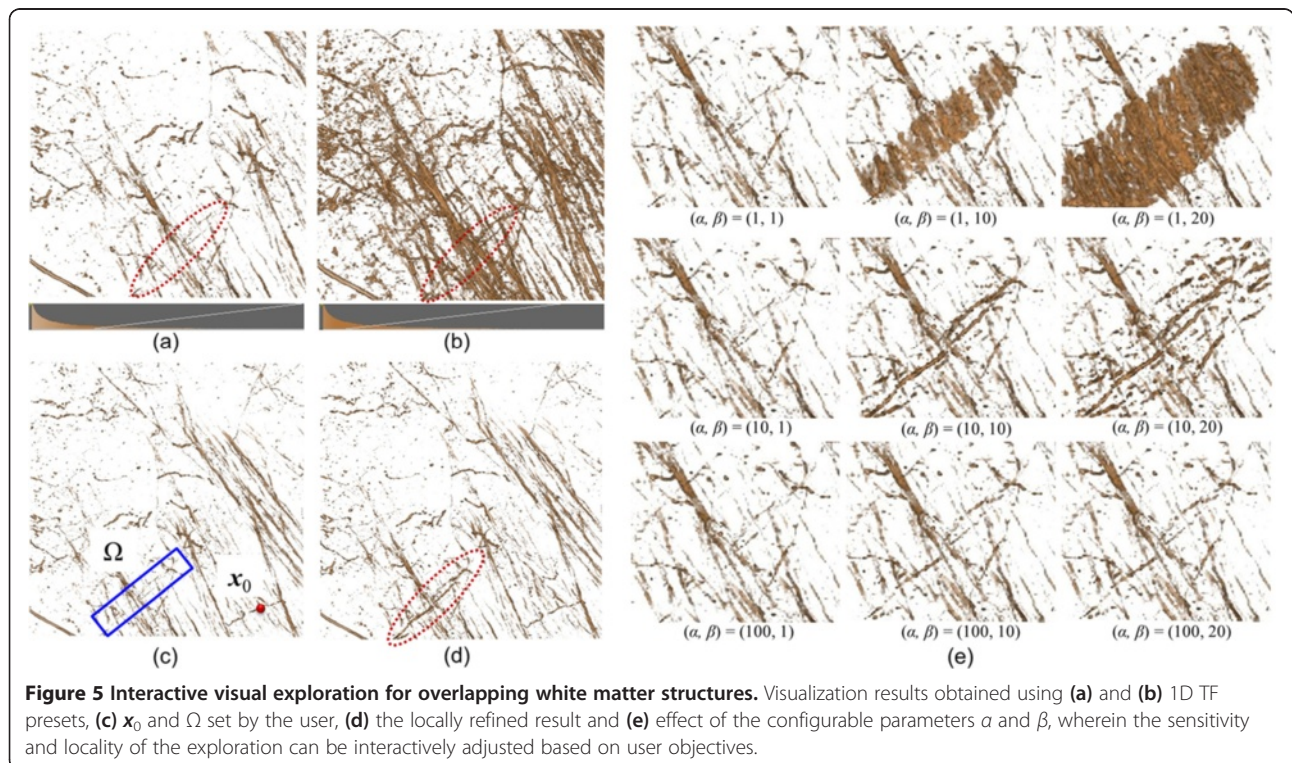 (a)
(b)
Ω
x₀
(c)
(d)
(α, β) = (1, 1)
(α, β) = (1, 10)
(α, β) = (1, 20)
(α, β) = (10, 1)
(α, β) = (10, 10)
(α, β) = (10, 20)
(α, β) = (100, 1)
(α, β) = (100, 10)
(α, β) = (100, 20)
(e)
Figure 5 Interactive visual exploration for overlapping white matter structures. Visualization results obtained using (a) and (b) 1D TF
presets, (c) x₀ and Ω set by the user, (d) the locally refined result and (e) effect of the configurable parameters α and β, wherein the sensitivity
and locality of the exploration can be interactively adjusted based on user objectives.